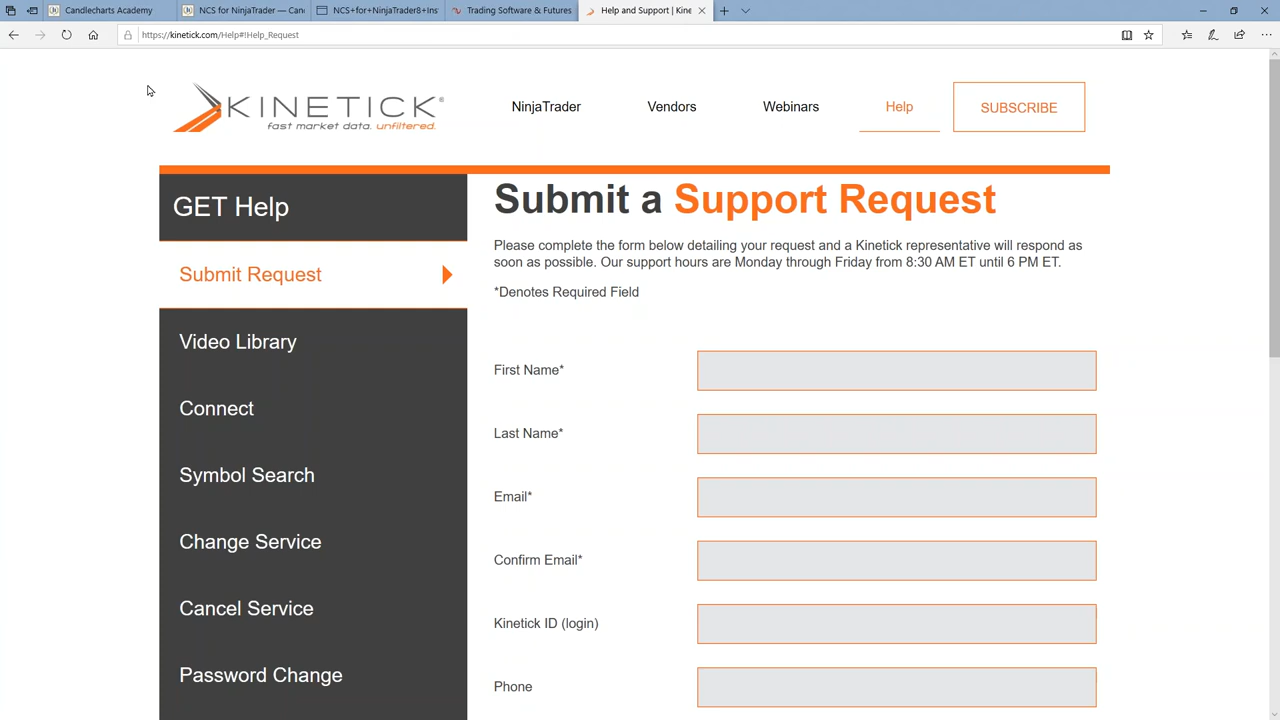 Candlecharts Academy
NCS for NinjaTrader — Can
NCS+for+NinjaTrader8+Ins
Trading Software & Futures
Help and Support | Kine
https://kinetick.com/Help#!Help_Request
KINETICK®
fast market data. unfiltered.
NinjaTrader
Vendors
Webinars
Help
SUBSCRIBE
GET Help
Submit Request
Video Library
Connect
Symbol Search
Change Service
Cancel Service
Password Change
Submit a Support Request
Please complete the form below detailing your request and a Kinetick representative will respond as
soon as possible. Our support hours are Monday through Friday from 8:30 AM ET until 6 PM ET.
*Denotes Required Field
First Name*
Last Name*
Email*
Confirm Email*
Kinetick ID (login)
Phone